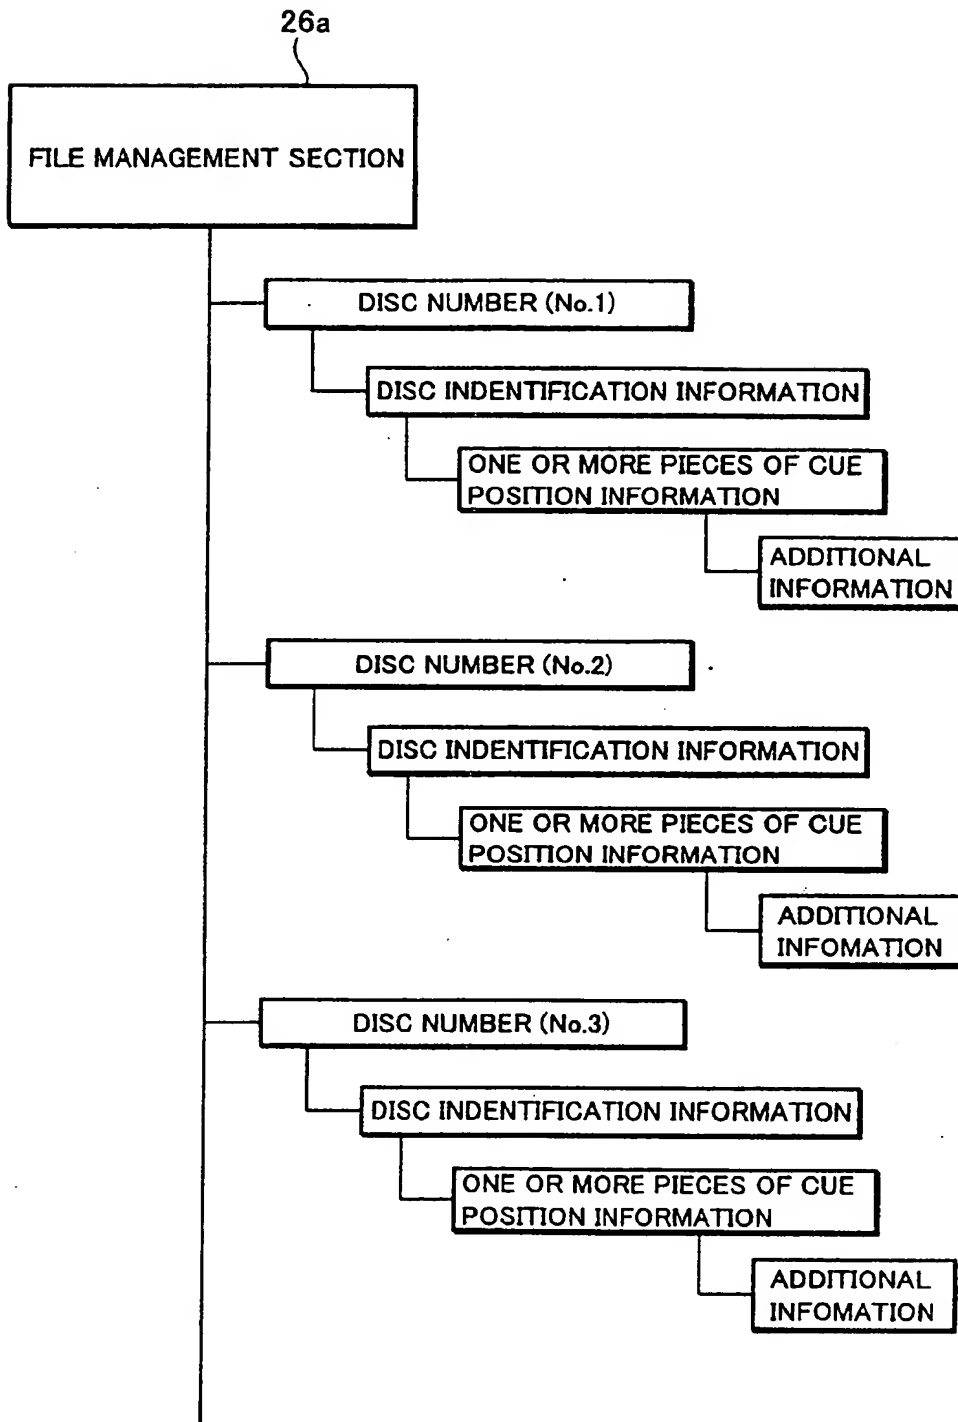 26a
FILE MANAGEMENT SECTION
DISC NUMBER (No.1)
DISC INDENTIFICATION INFORMATION
ONE OR MORE PIECES OF CUE
POSITION INFORMATION
ADDITIONAL
INFORMATION
DISC NUMBER (No.2)
DISC INDENTIFICATION INFORMATION
ONE OR MORE PIECES OF CUE
POSITION INFORMATION
ADDITIONAL
INFOMATION
DISC NUMBER (No.3)
DISC INDENTIFICATION INFORMATION
ONE OR MORE PIECES OF CUE
POSITION INFORMATION
ADDITIONAL
INFOMATION